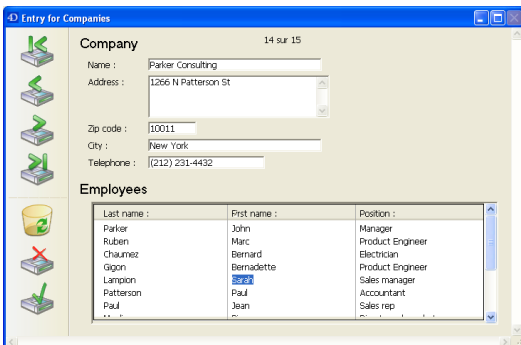 4D Entry for Companies
Company 14 sur 15
Name : Parker Consulting
Address : 1266 N Patterson St
Zip code : 10011
City : New York
Telephone : (212) 231-4432
Employees
Last name : First name : Position :
Parker John Manager
Ruben Marc Product Engineer
Chaumez Bernard Electrician
Gigon Bernadette Product Engineer
Lampion Sarah Sales manager
Patterson Paul Accountant
Paul Jean Sales rep